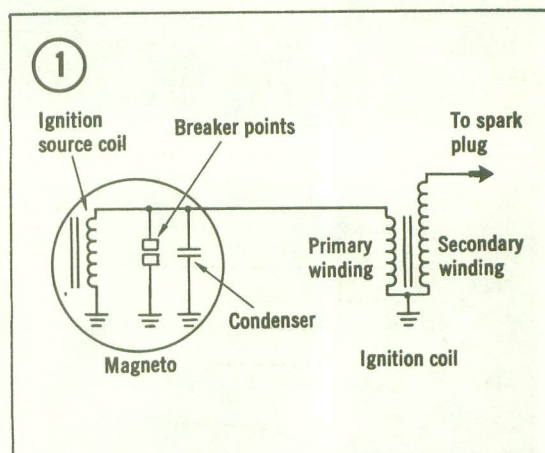 1
Ignition
source coil
Breaker points
To spark
plug
Primary
winding
Secondary
winding
Condenser
Magneto
Ignition coil